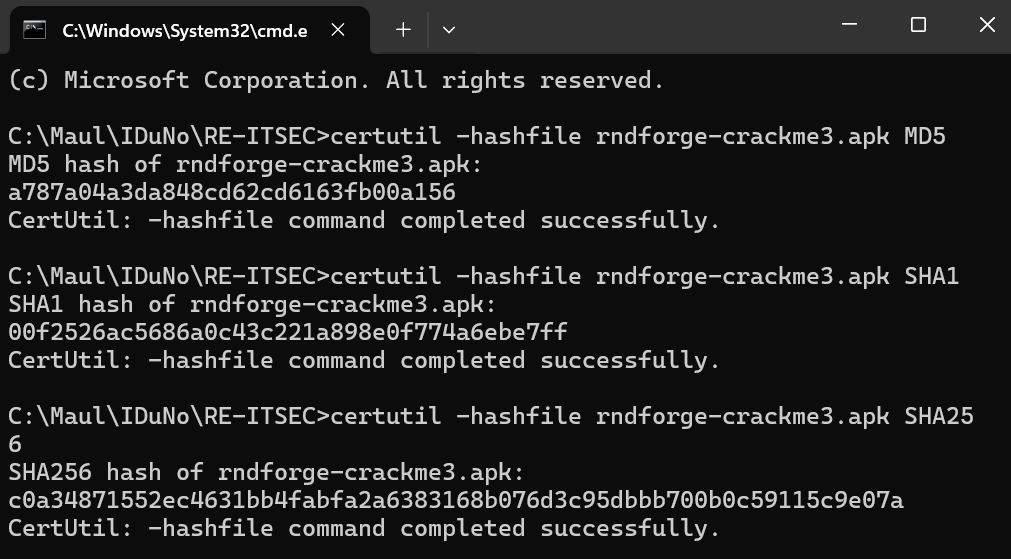 C:\Windows\System32\cmd.e
(c) Microsoft Corporation. All rights reserved.
C:\Maul\IDuNo\RE-ITSEC>certutil -hashfile rndforge-crackme3.apk MD5
MD5 hash of rndforge-crackme3.apk:
a787a04a3da848cd62cd6163fb00a156
CertUtil: -hashfile command completed successfully.
C:\Maul\IDuNo\RE-ITSEC>certutil -hashfile rndforge-crackme3.apk SHA1
SHA1 hash of rndforge-crackme3.apk:
00f2526ac5686a0c43c221a898e0f774a6ebe7ff
CertUtil: -hashfile command completed successfully.
C:\Maul\IDuNo\RE-ITSEC>certutil -hashfile rndforge-crackme3.apk SHA25
6
SHA256 hash of rndforge-crackme3.apk:
c0a34871552ec4631bb4fabfa2a6383168b076d3c95dbbb700b0c59115c9e07a
CertUtil: -hashfile command completed successfully.